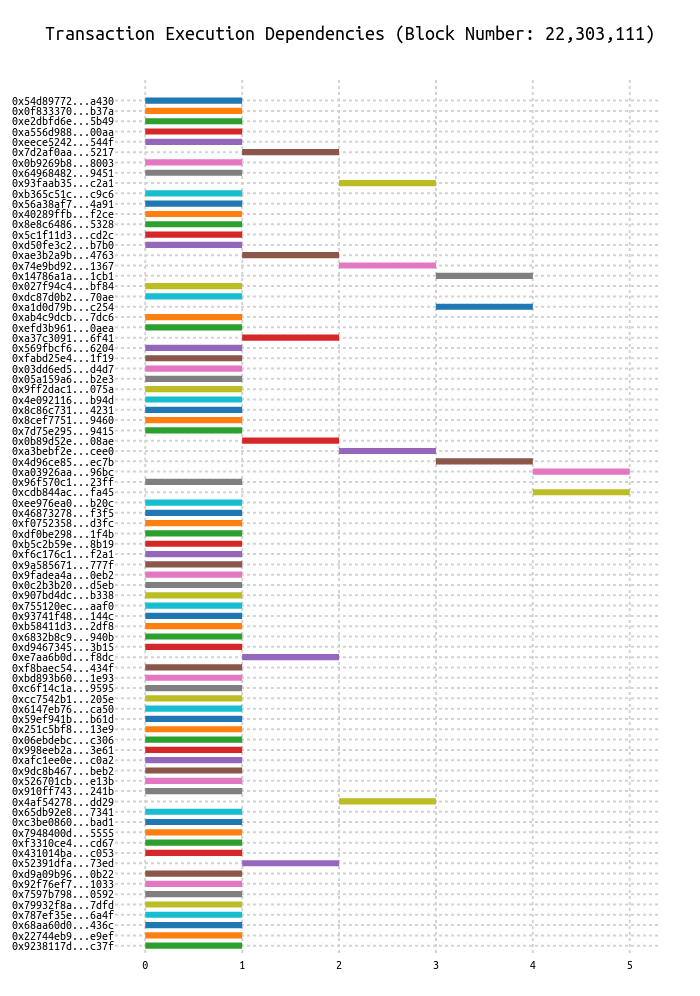 Transaction Execution Dependencies (Block Number: 22,303,111)
0x54d89772...a430
0x0f833370...b37a
0xe2dbfd6e...5b49
0xa556d988...00aa
0xeece5242...544f
0x7d2af0aa...5217
0x0b9269b8...8003
0x64968482...9451
0x93faab35...c2a1
0xb365c51c...c9c6
0x56a38af7...4a91
0x40289ffb...f2ce
0x8e8c6486...5328
0x5c1f11d3...cd2c
0xd50fe3c2...b7b0
0xae3b2a9b...4763
0x74e9bd92...1367
0x14786a1a...1cb1
0x027f94c4...bf84
0xdc87d0b2...70ae
0xa1d0d79b...c254
0xab4c9dcb...7dc6
0xefd3b961...0aea
0xa37c3091...6f41
0x569fbcf6...6204
0xfabd25e4...1f19
0x03dd6ed5...d4d7
0x05a159a6...b2e3
0x9ff2dac1...075a
0x4e092116...b94d
0x8c86c731...4231
0x8cef7751...9460
0x7d75e295...9415
0x0b89d52e...08ae
0xa3bebf2e...cee0
0x4d96ce85...ec7b
0xa03926aa...96bc
0x96f570c1...23ff
0xcdb844ac...fa45
0xee976ea0...b20c
0x46873278...f3f5
0xf0752358...d3fc
0xdf0be298...1f4b
0xb5c2b59e...8b19
0xf6c176c1...f2a1
0x9a585671...777f
0x9fadea4a...0eb2
0x0c2b3b20...d5eb
0x907bd4dc...b338
0x755120ec...aaf0
0x93741f48...144c
0xb58411d3...2df8
0x6832b8c9...940b
0xd9467345...3b15
0xe7aa6b0d...f8dc
0xf8baec54...434f
0xbd893b60...1e93
0xc6f14c1a...9595
0xcc7542b1...205e
0x6147eb76...ca50
0x59ef941b...b61d
0x251c5bf8...13e9
0x06ebdebc...c306
0x998eeb2a...3e61
0xafc1ee0e...c0a2
0x9dc8b467...beb2
0x526701cb...e13b
0x910ff743...241b
0x4af54278...dd29
0x65db92e8...7341
0xc3be0860...bad1
0x7948400d...5555
0xf3310ce4...cd67
0x431014ba...c053
0x52391dfa...73ed
0xd9a09b96...0b22
0x92f76ef7...1033
0x7597b798...0592
0x79932f8a...7dfd
0x787ef35e...6a4f
0x68aa60d0...436c
0x22744eb9...e9ef
0x9238117d...c37f
0 1 2 3 4 5